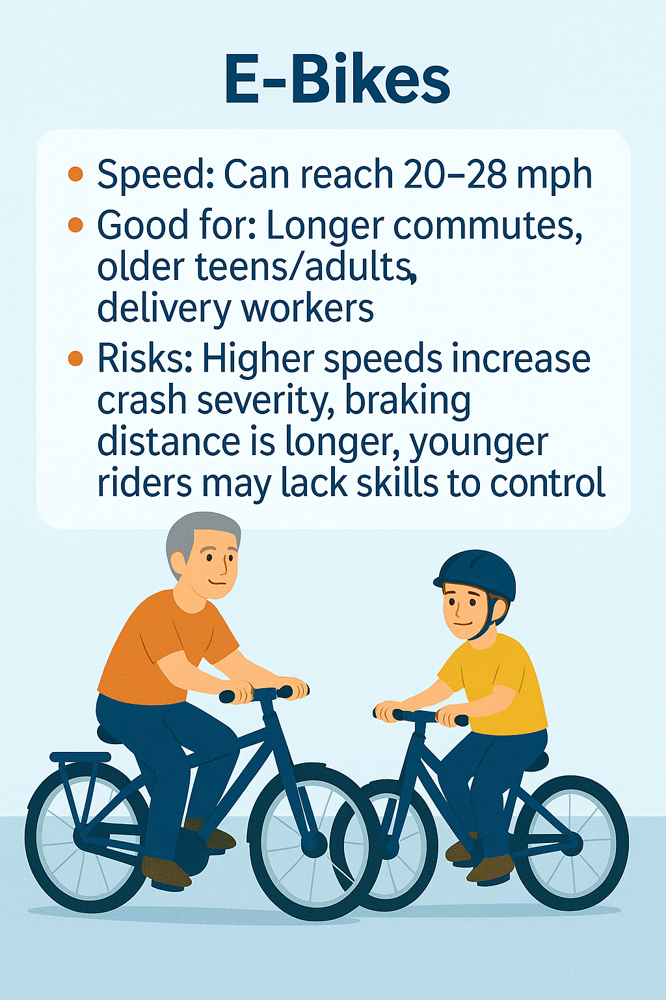 E-Bikes
• Speed: Can reach 20–28 mph
• Good for: Longer commutes,
older teens/adults,
delivery workers
• Risks: Higher speeds increase
crash severity, braking
distance is longer, younger
riders may lack skills to control